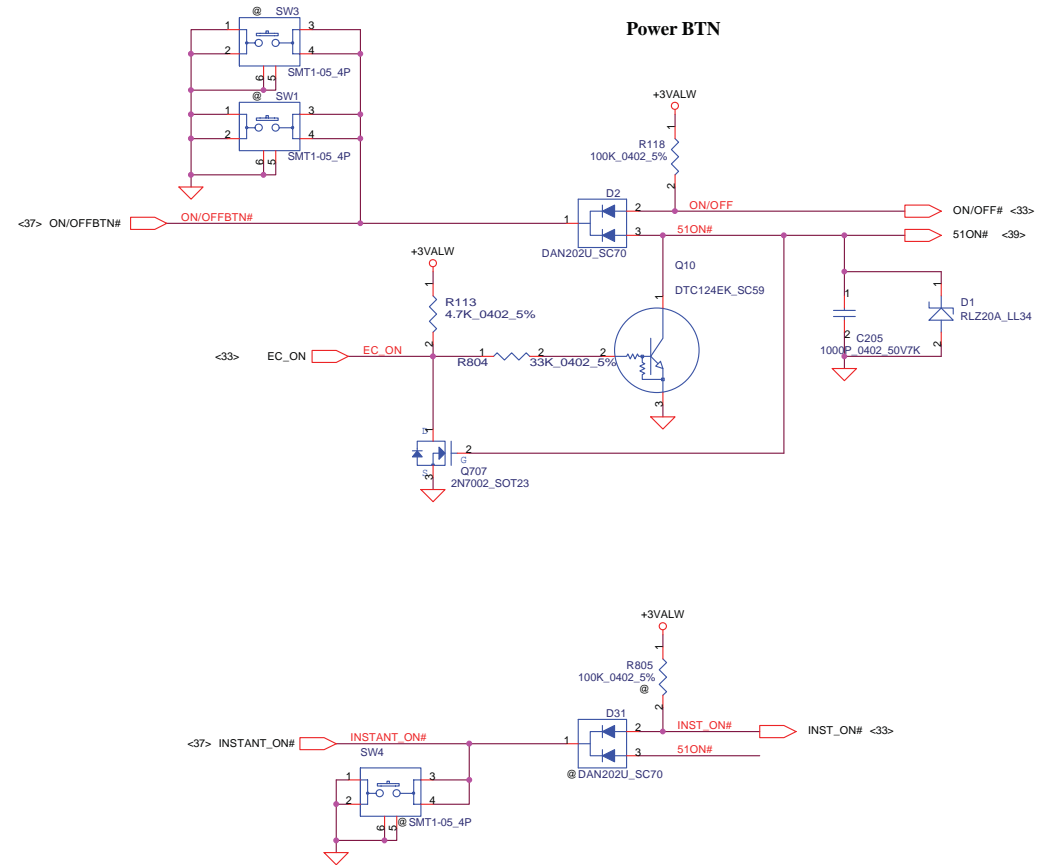 Power BTN
@ SW3
1 3
2 4
6 5
SMT1-05_4P
@ SW1
1 3
2 4
6 5
SMT1-05_4P
+3VALW
1
R118
100K_0402_5%
2
<37> ON/OFFBTN# ON/OFFBTN#
1
D2
2 ON/OFF
ON/OFF# <33>
3 51ON#
51ON# <39>
DAN202U_SC70
+3VALW
1
R113
4.7K_0402_5%
2
Q10
DTC124EK_SC59
1
2
3
<33> EC_ON EC_ON
1 2
R804 33K_0402_5%
1
2
C205
1000P_0402_50V7K
1
D1
RLZ20A_LL34
2
D 1
2
G
S 3
Q707
2N7002_SOT23
+3VALW
1
R805
100K_0402_5%
@
2
<37> INSTANT_ON# INSTANT_ON#
1
D31
2 INST_ON#
INST_ON# <33>
3 51ON#
@ DAN202U_SC70
SW4
1 3
2 4
6 5
@ SMT1-05_4P